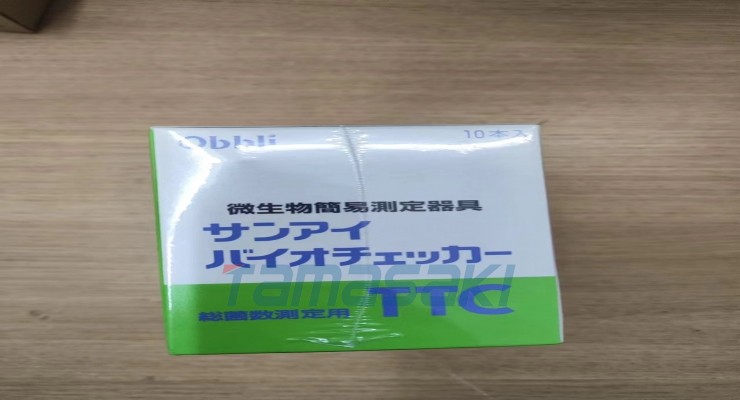 Obbli
10本入
微生物簡易測定器具
サンアイ
バイオチェッカー
Tamasaki
総菌数測定用 TTC